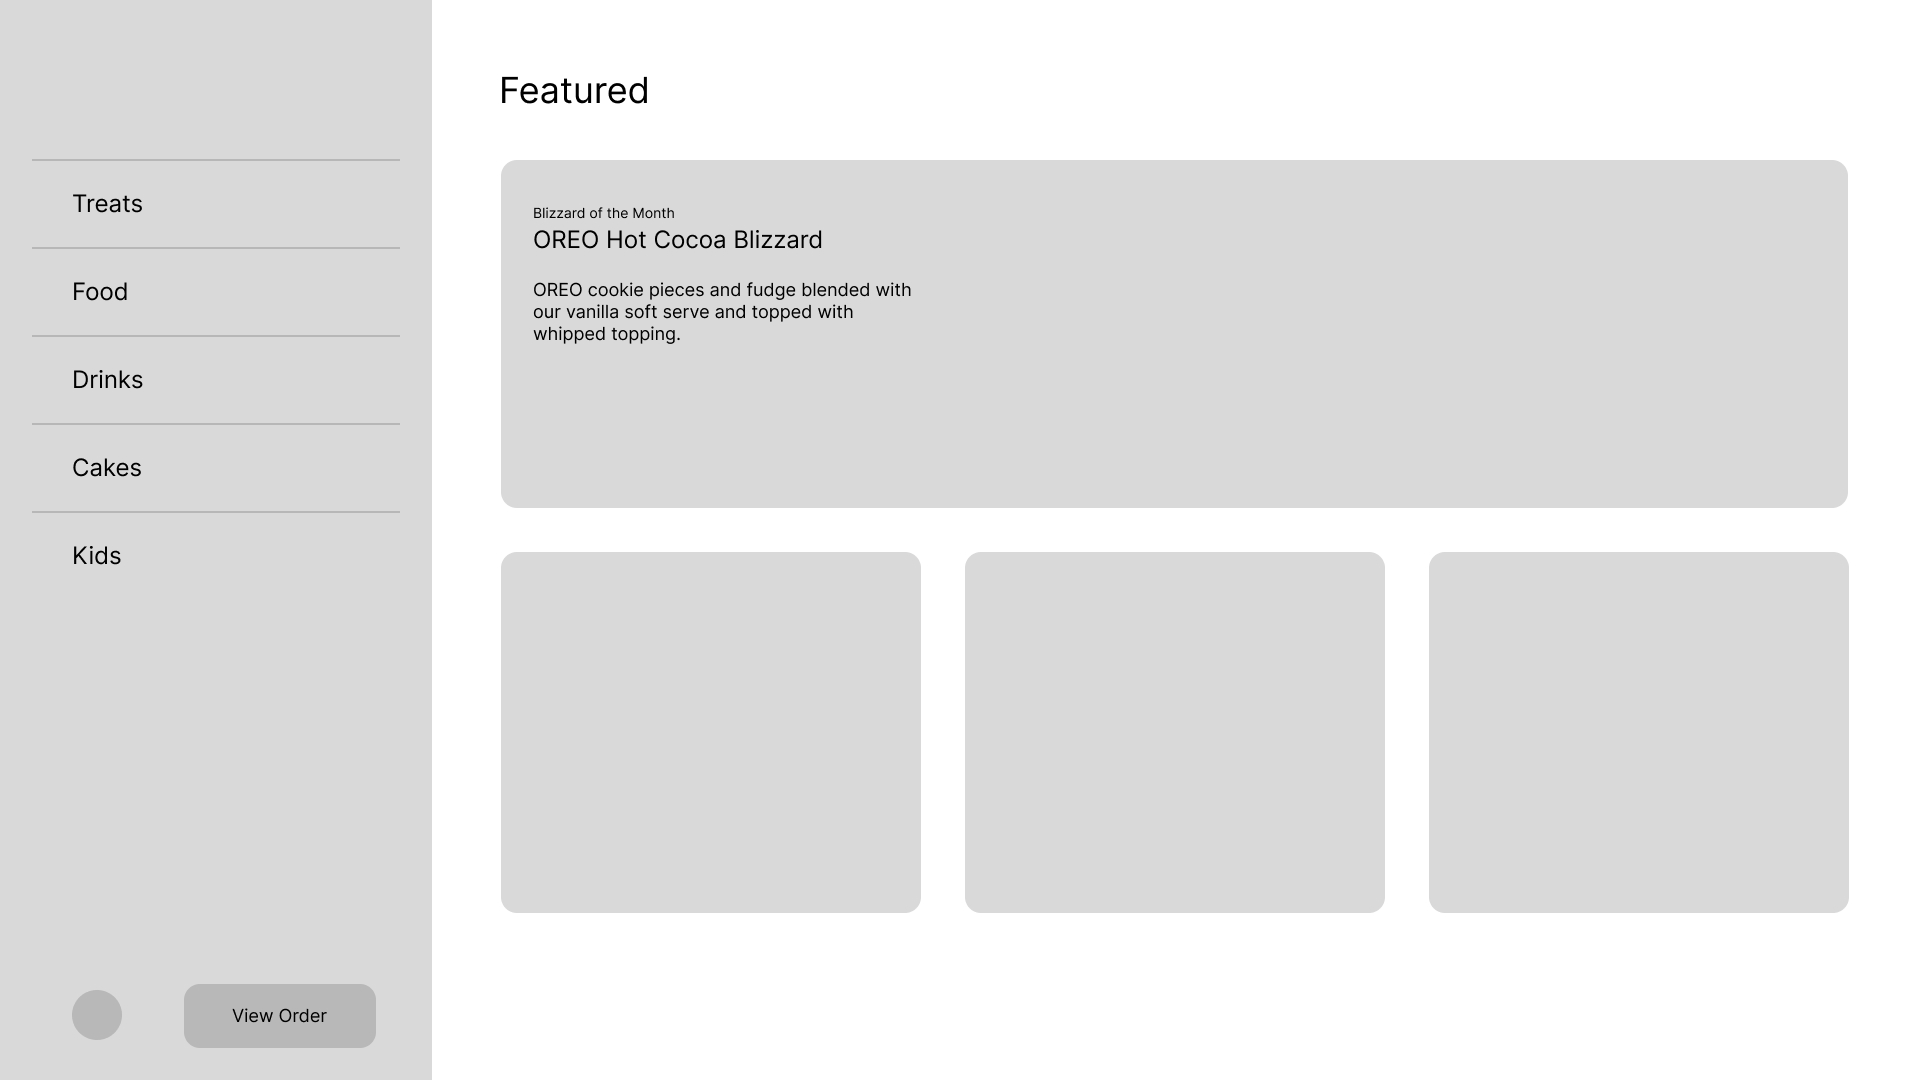 Featured
Treats
Food
Drinks
Cakes
Kids
Blizzard of the Month
OREO Hot Cocoa Blizzard
OREO cookie pieces and fudge blended with
our vanilla soft serve and topped with
whipped topping.
View Order